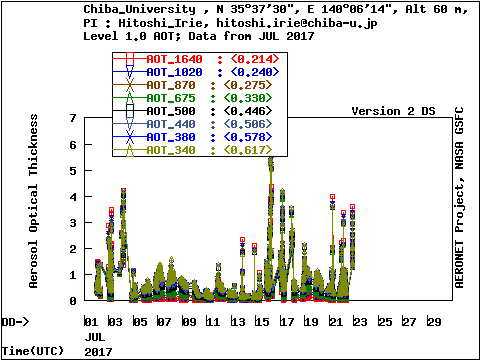 Chiba_University , N 35°37'30", E 140°06'14", Alt 60 m,
PI : Hitoshi_Irie, hitoshi.irie@chiba-u.jp
Level 1.0 AOT; Data from JUL 2017
AOT_1640 : <0.214>
AOT_1020 : <0.240>
AOT_870 : <0.275>
AOT_675 : <0.330>
AOT_500 : <0.446>
AOT_440 : <0.506>
AOT_380 : <0.578>
AOT_340 : <0.617>
Version 2 DS
7
6
5
4
3
2
1
0
Aerosol Optical Thickness
AERONET Project, NASA GSFC
DD-> 01 03 05 07 09 11 13 15 17 19 21 23 25 27 29
JUL
Time(UTC) 2017